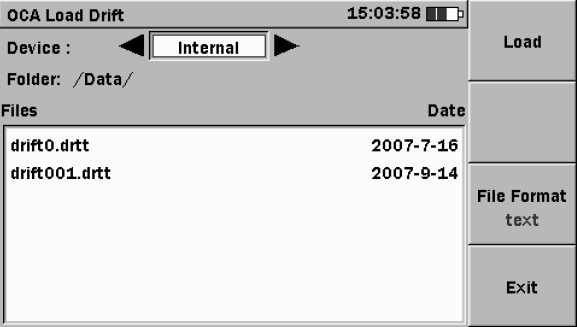 OCA Load Drift 15:03:58
Device : Internal
Folder: /Data/
Files Date
drift0.drtt 2007-7-16
drift001.drtt 2007-9-14
Load
File Format
text
Exit